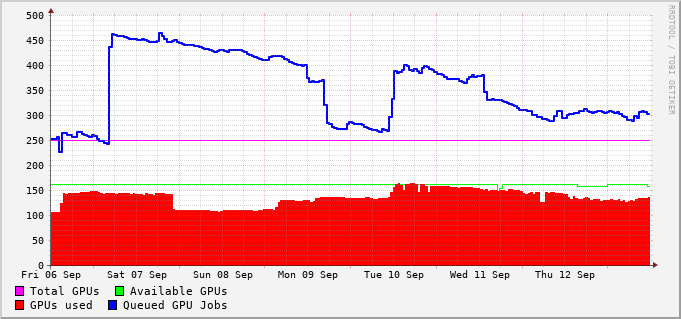 500
450
400
350
300
250
200
150
100
50
0
Fri 06 Sep Sat 07 Sep Sun 08 Sep Mon 09 Sep Tue 10 Sep Wed 11 Sep Thu 12 Sep
Total GPUs Available GPUs
GPUs used Queued GPU Jobs
RRDTOOL / TOBI OETIKER